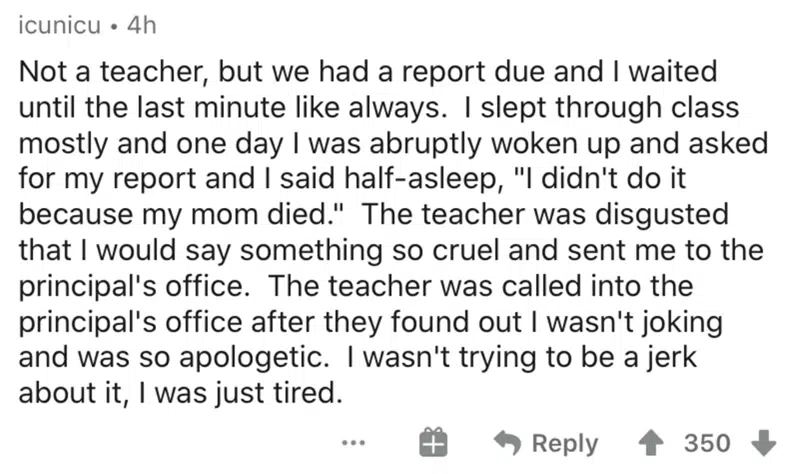 icunicu • 4h
Not a teacher, but we had a report due and I waited
until the last minute like always.  I slept through class
mostly and one day I was abruptly woken up and asked
for my report and I said half-asleep, "I didn't do it
because my mom died."  The teacher was disgusted
that I would say something so cruel and sent me to the
principal's office.  The teacher was called into the
principal's office after they found out I wasn't joking
and was so apologetic.  I wasn't trying to be a jerk
about it, I was just tired.
... Reply 350